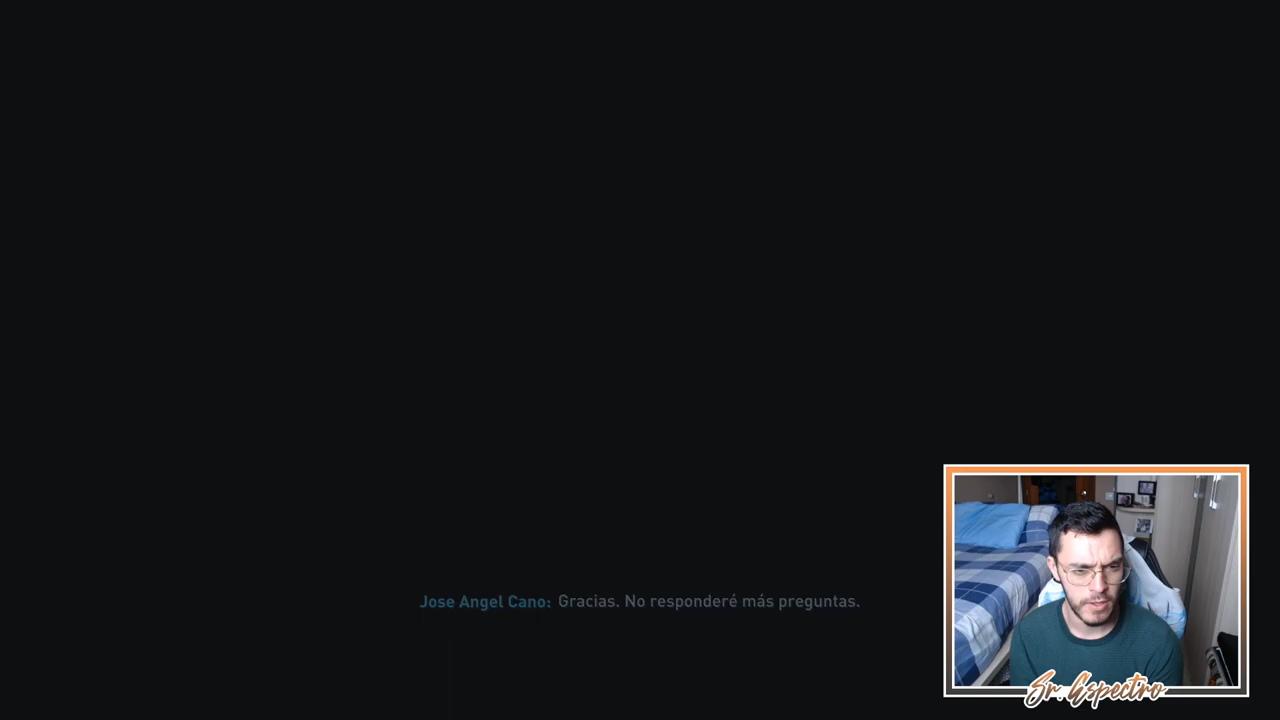 Jose Angel Cano: Gracias. No responderé más preguntas.
Sr. Espectro